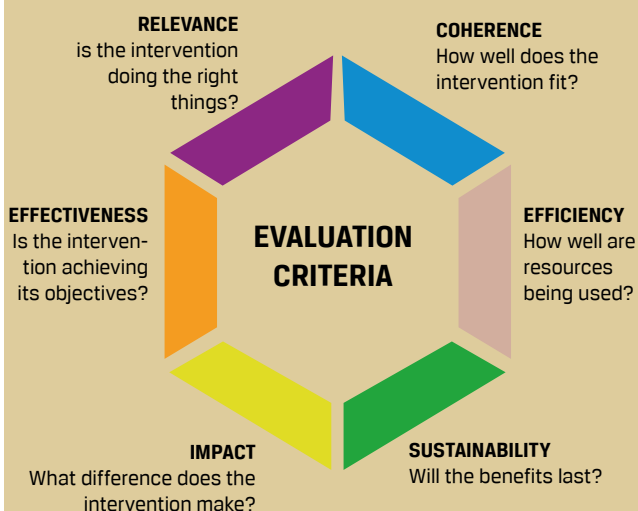 RELEVANCE
is the intervention
doing the right
things?
COHERENCE
How well does the
intervention fit?
EFFECTIVENESS
Is the interven-
tion achieving
its objectives?
EVALUATION
CRITERIA
EFFICIENCY
How well are
resources
being used?
IMPACT
What difference does the
intervention make?
SUSTAINABILITY
Will the benefits last?